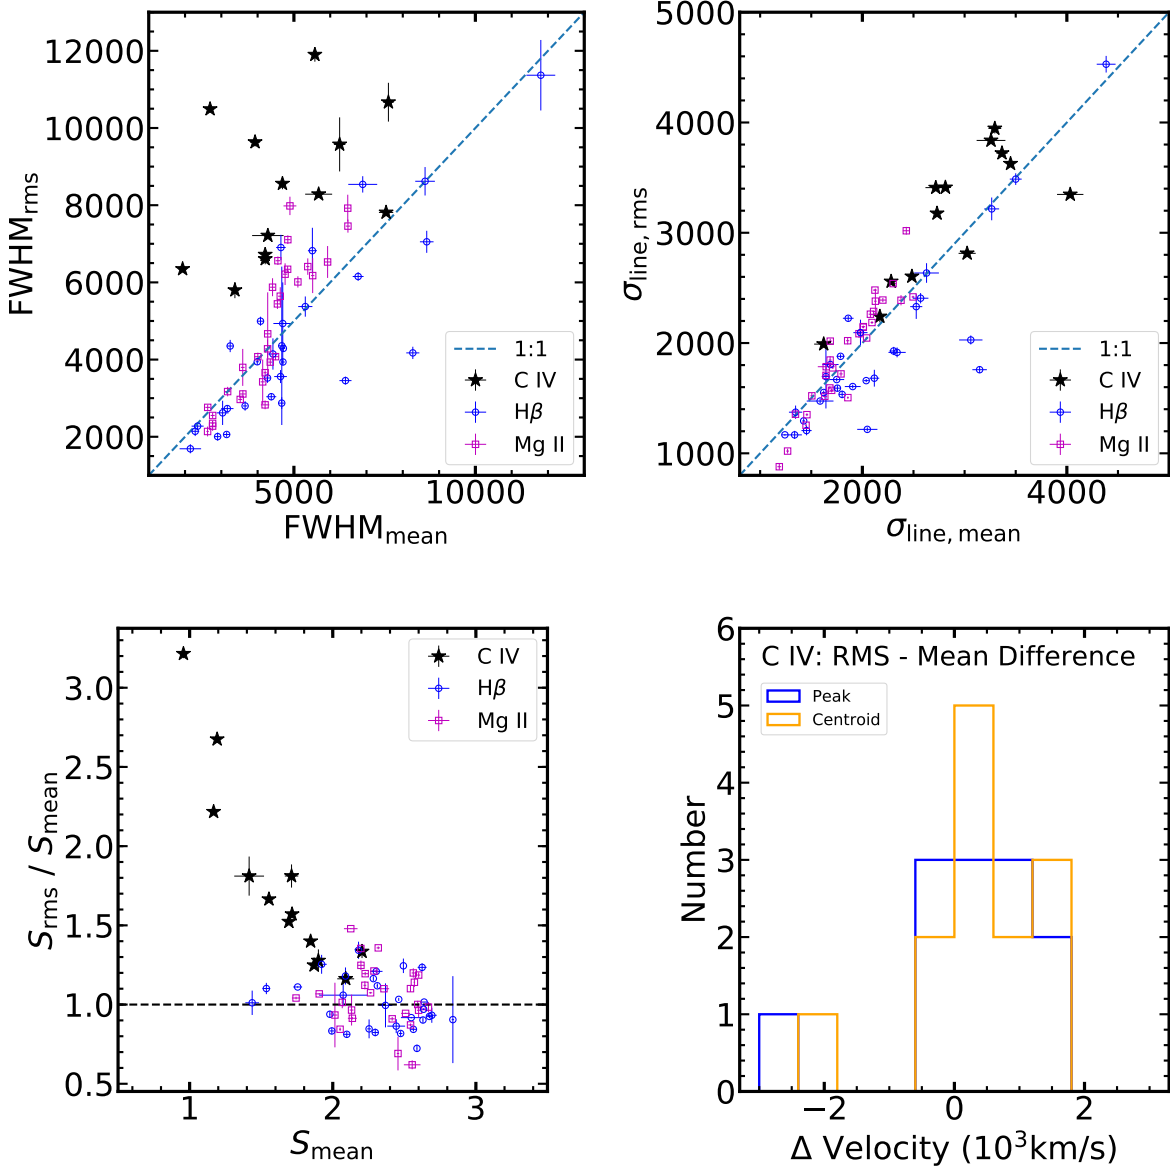 12000
10000
8000
6000
4000
2000
5000 10000
FWHM_rms
FWHM_mean
1:1
C IV
Hβ
Mg II
5000
4000
3000
2000
1000
2000 4000
σ_line, rms
σ_line, mean
1:1
C IV
Hβ
Mg II
3.0
2.5
2.0
1.5
1.0
0.5
1 2 3
S_rms / S_mean
S_mean
C IV
Hβ
Mg II
C IV: RMS - Mean Difference
Peak
Centroid
6
5
4
3
2
1
0
−2 0 2
Number
Δ Velocity (10³km/s)